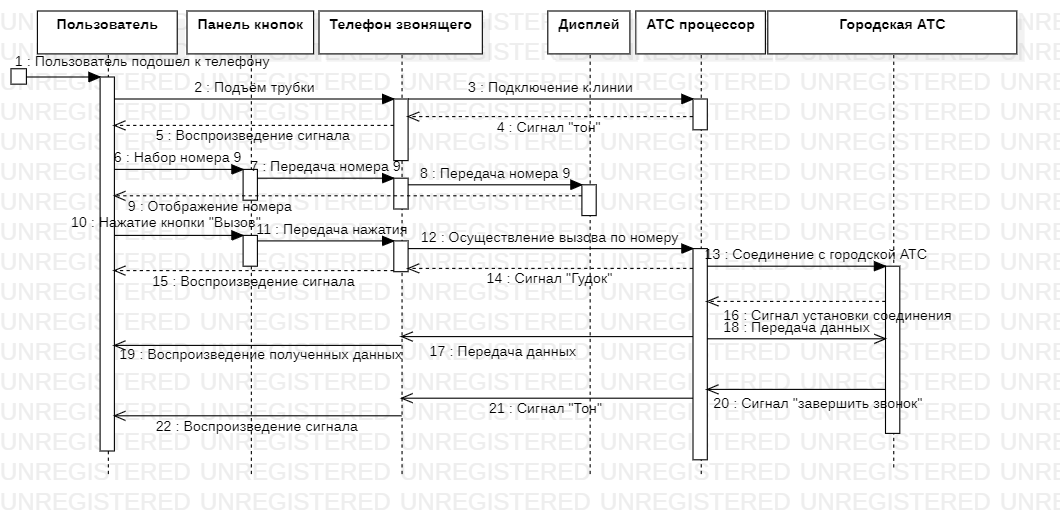 Пользователь
Панель кнопок
Телефон звонящего
Дисплей
АТС процессор
Городская АТС
1 : Пользователь подошел к телефону
2 : Подъём трубки
3 : Подключение к линии
4 : Сигнал "тон"
5 : Воспроизведение сигнала
6 : Набор номера 9
7 : Передача номера 9
8 : Передача номера 9
9 : Отображение номера
10 : Нажатие кнопки "Вызов"
11 : Передача нажатия
12 : Осуществление вызова по номеру
13 : Соединение с городской АТС
14 : Сигнал "Гудок"
15 : Воспроизведение сигнала
16 : Сигнал установки соединения
18 : Передача данных
17 : Передача данных
19 : Воспроизведение полученных данных
20 : Сигнал "завершить звонок"
21 : Сигнал "Тон"
22 : Воспроизведение сигнала
UNREGISTERED